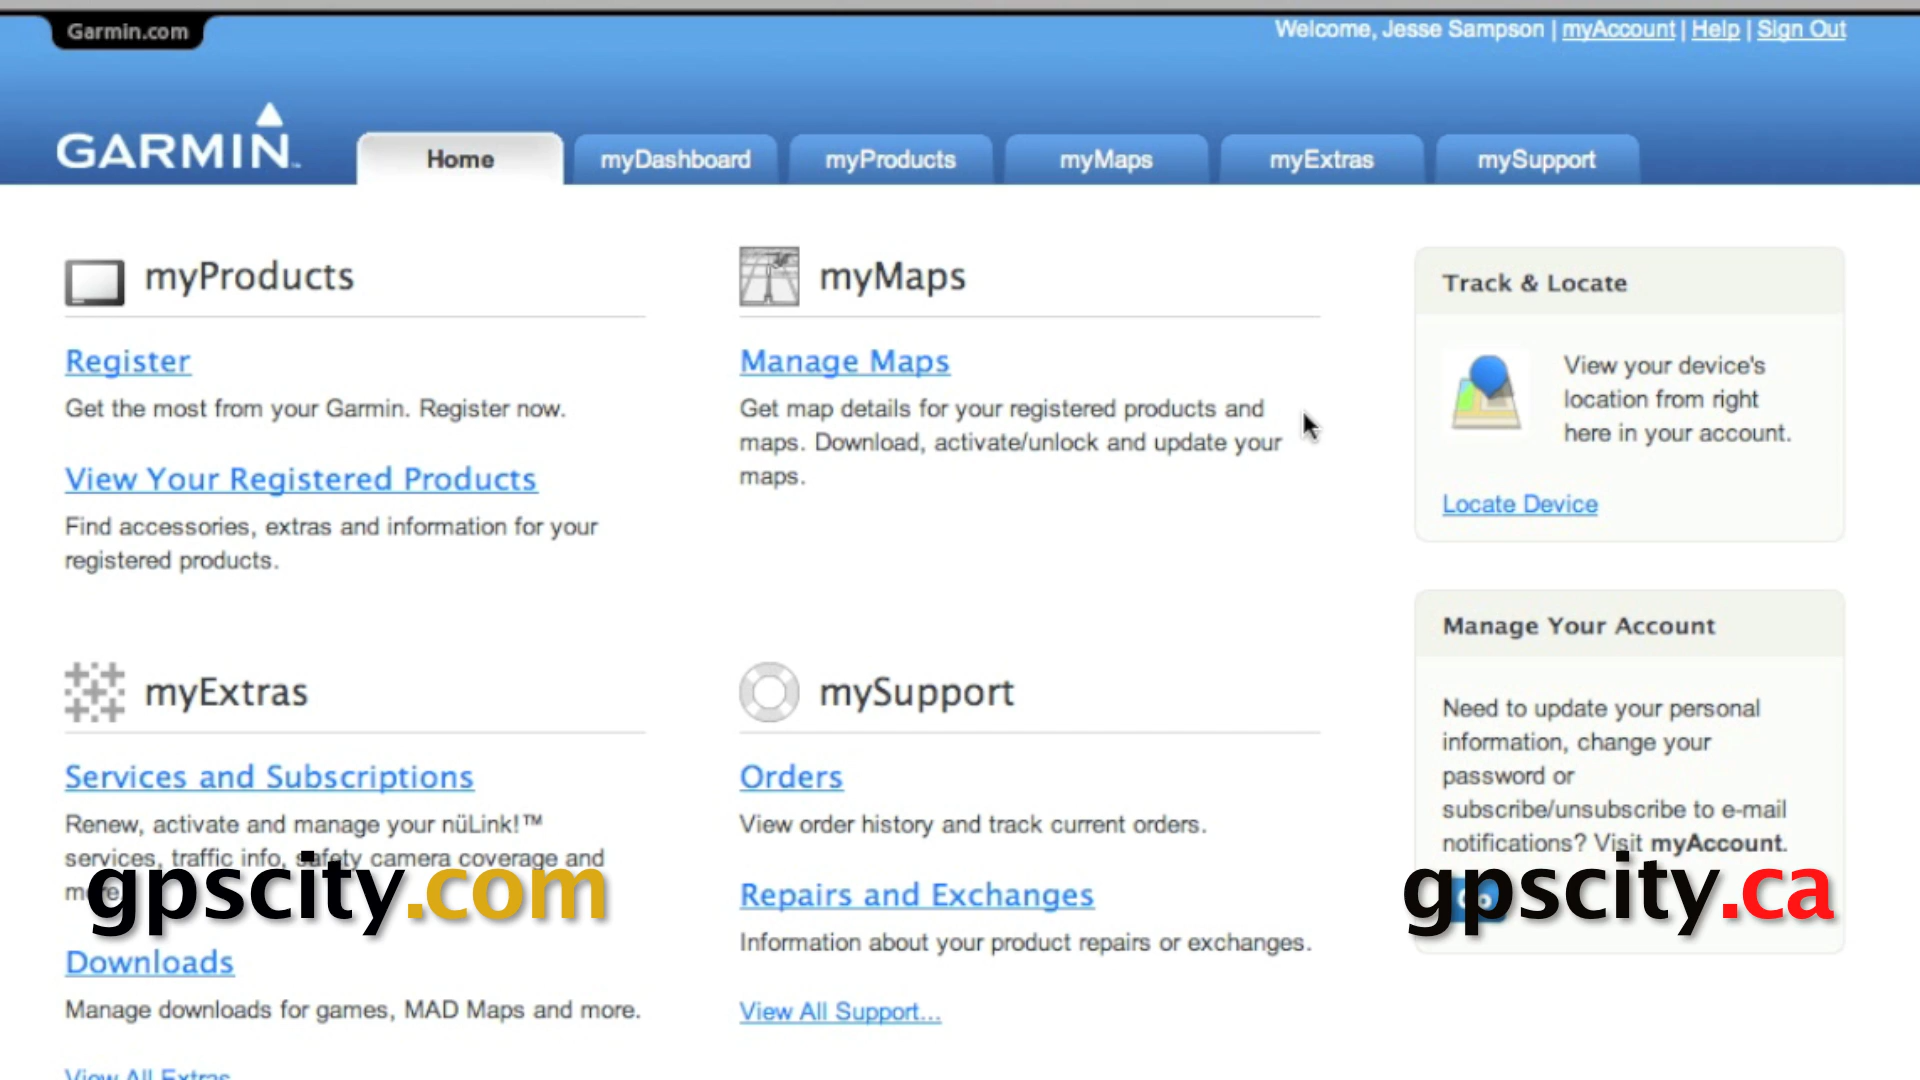 Garmin.com
Welcome, Jesse Sampson | myAccount | Help | Sign Out
GARMIN™
Home
myDashboard
myProducts
myMaps
myExtras
mySupport
myProducts
Register
Get the most from your Garmin. Register now.
View Your Registered Products
Find accessories, extras and information for your
registered products.
myMaps
Manage Maps
Get map details for your registered products and
maps. Download, activate/unlock and update your
maps.
Track & Locate
View your device's
location from right
here in your account.
Locate Device
myExtras
Services and Subscriptions
Renew, activate and manage your nüLink!™
services, traffic info, safety camera coverage and
more.
gpscity.com
Downloads
Manage downloads for games, MAD Maps and more.
View All Extras
mySupport
Orders
View order history and track current orders.
Repairs and Exchanges
Information about your product repairs or exchanges.
View All Support...
Manage Your Account
Need to update your personal
information, change your
password or
subscribe/unsubscribe to e-mail
notifications? Visit myAccount.
Go
gpscity.ca